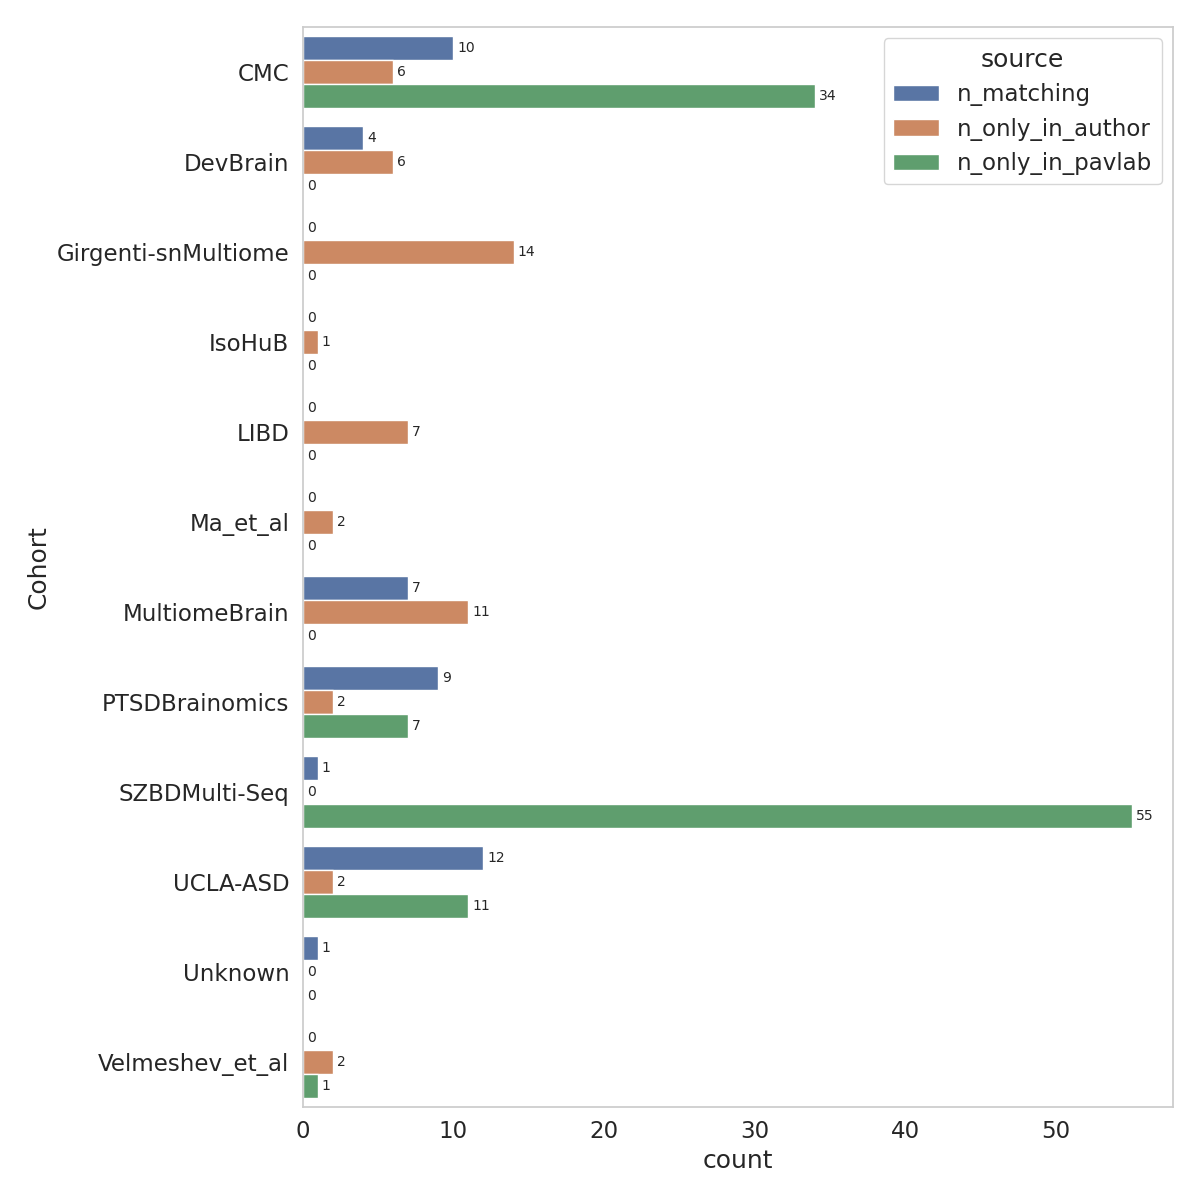 source
n_matching
n_only_in_author
n_only_in_pavlab
Cohort
CMC
10
6
34
DevBrain
4
6
0
Girgenti-snMultiome
0
14
0
IsoHuB
0
1
0
LIBD
0
7
0
Ma_et_al
0
2
0
MultiomeBrain
7
11
0
PTSDBrainomics
9
2
7
SZBDMulti-Seq
1
0
55
UCLA-ASD
12
2
11
Unknown
1
0
0
Velmeshev_et_al
0
2
1
0 10 20 30 40 50
count